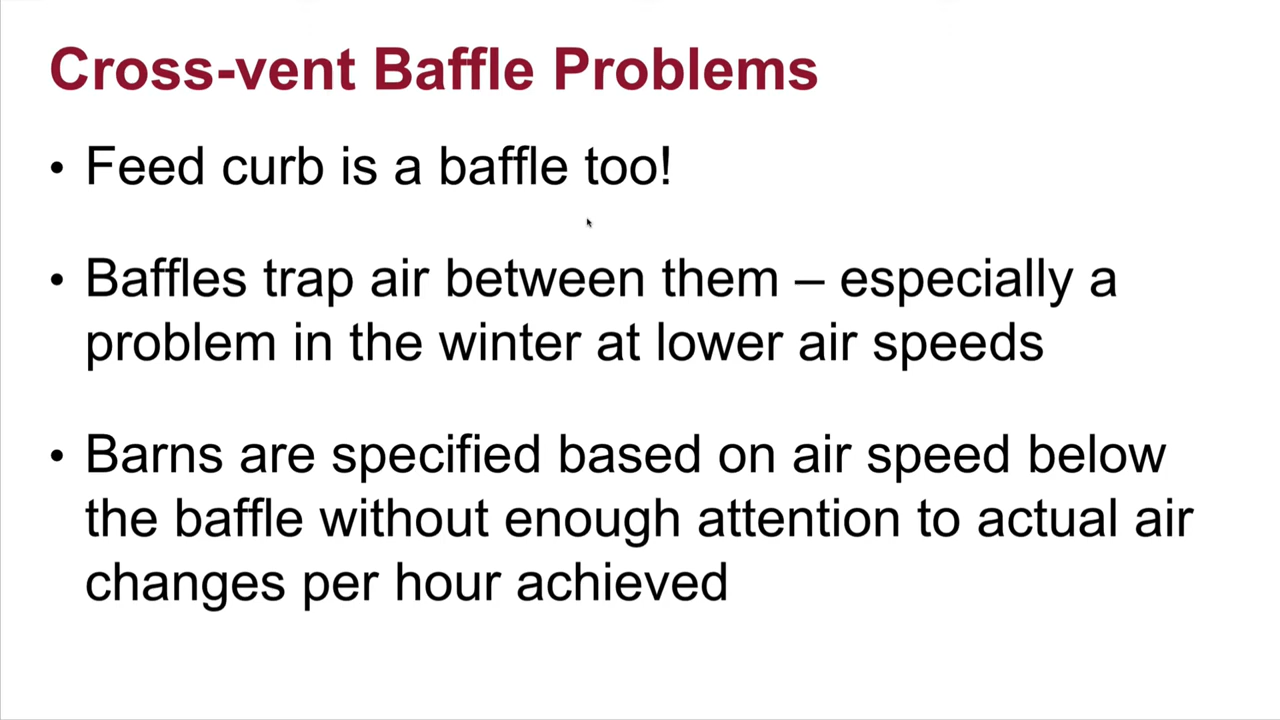 Cross-vent Baffle Problems
• Feed curb is a baffle too!
• Baffles trap air between them – especially a
problem in the winter at lower air speeds
• Barns are specified based on air speed below
the baffle without enough attention to actual air
changes per hour achieved